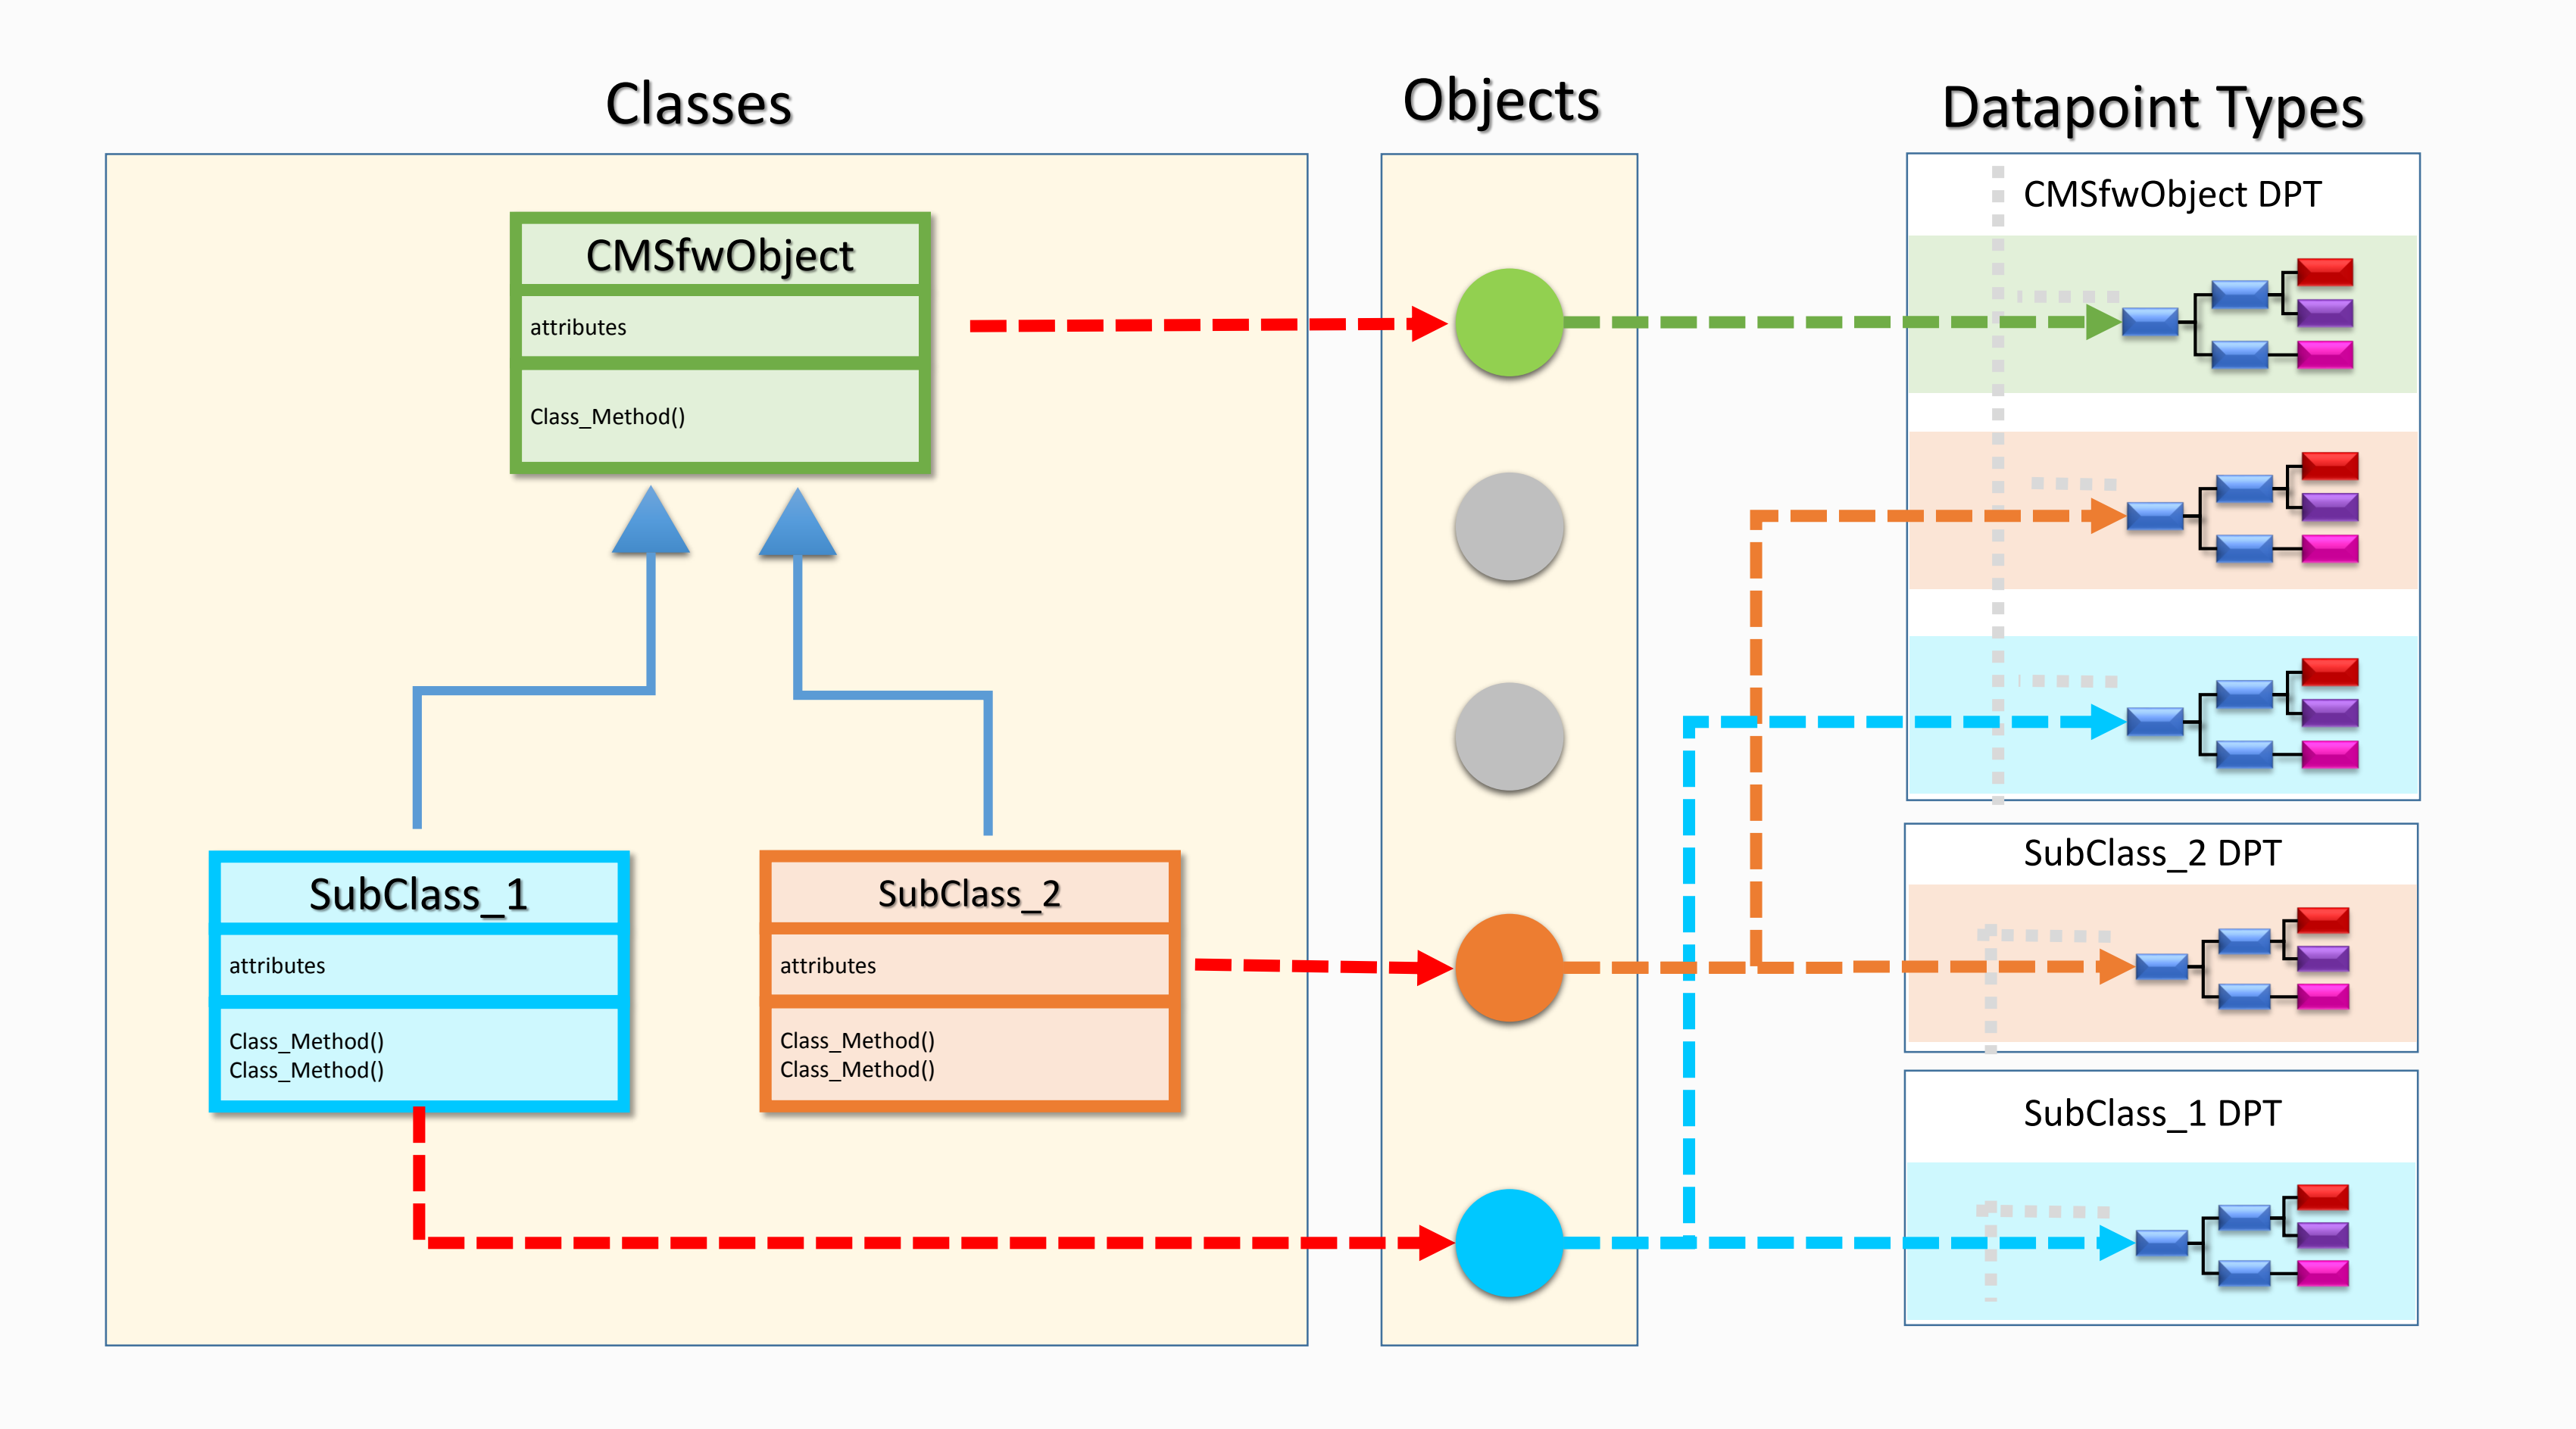 Classes
CMSfwObject
attributes
Class_Method()
SubClass_1
attributes
Class_Method()
Class_Method()
SubClass_2
attributes
Class_Method()
Class_Method()
Objects
Datapoint Types
CMSfwObject DPT
SubClass_2 DPT
SubClass_1 DPT